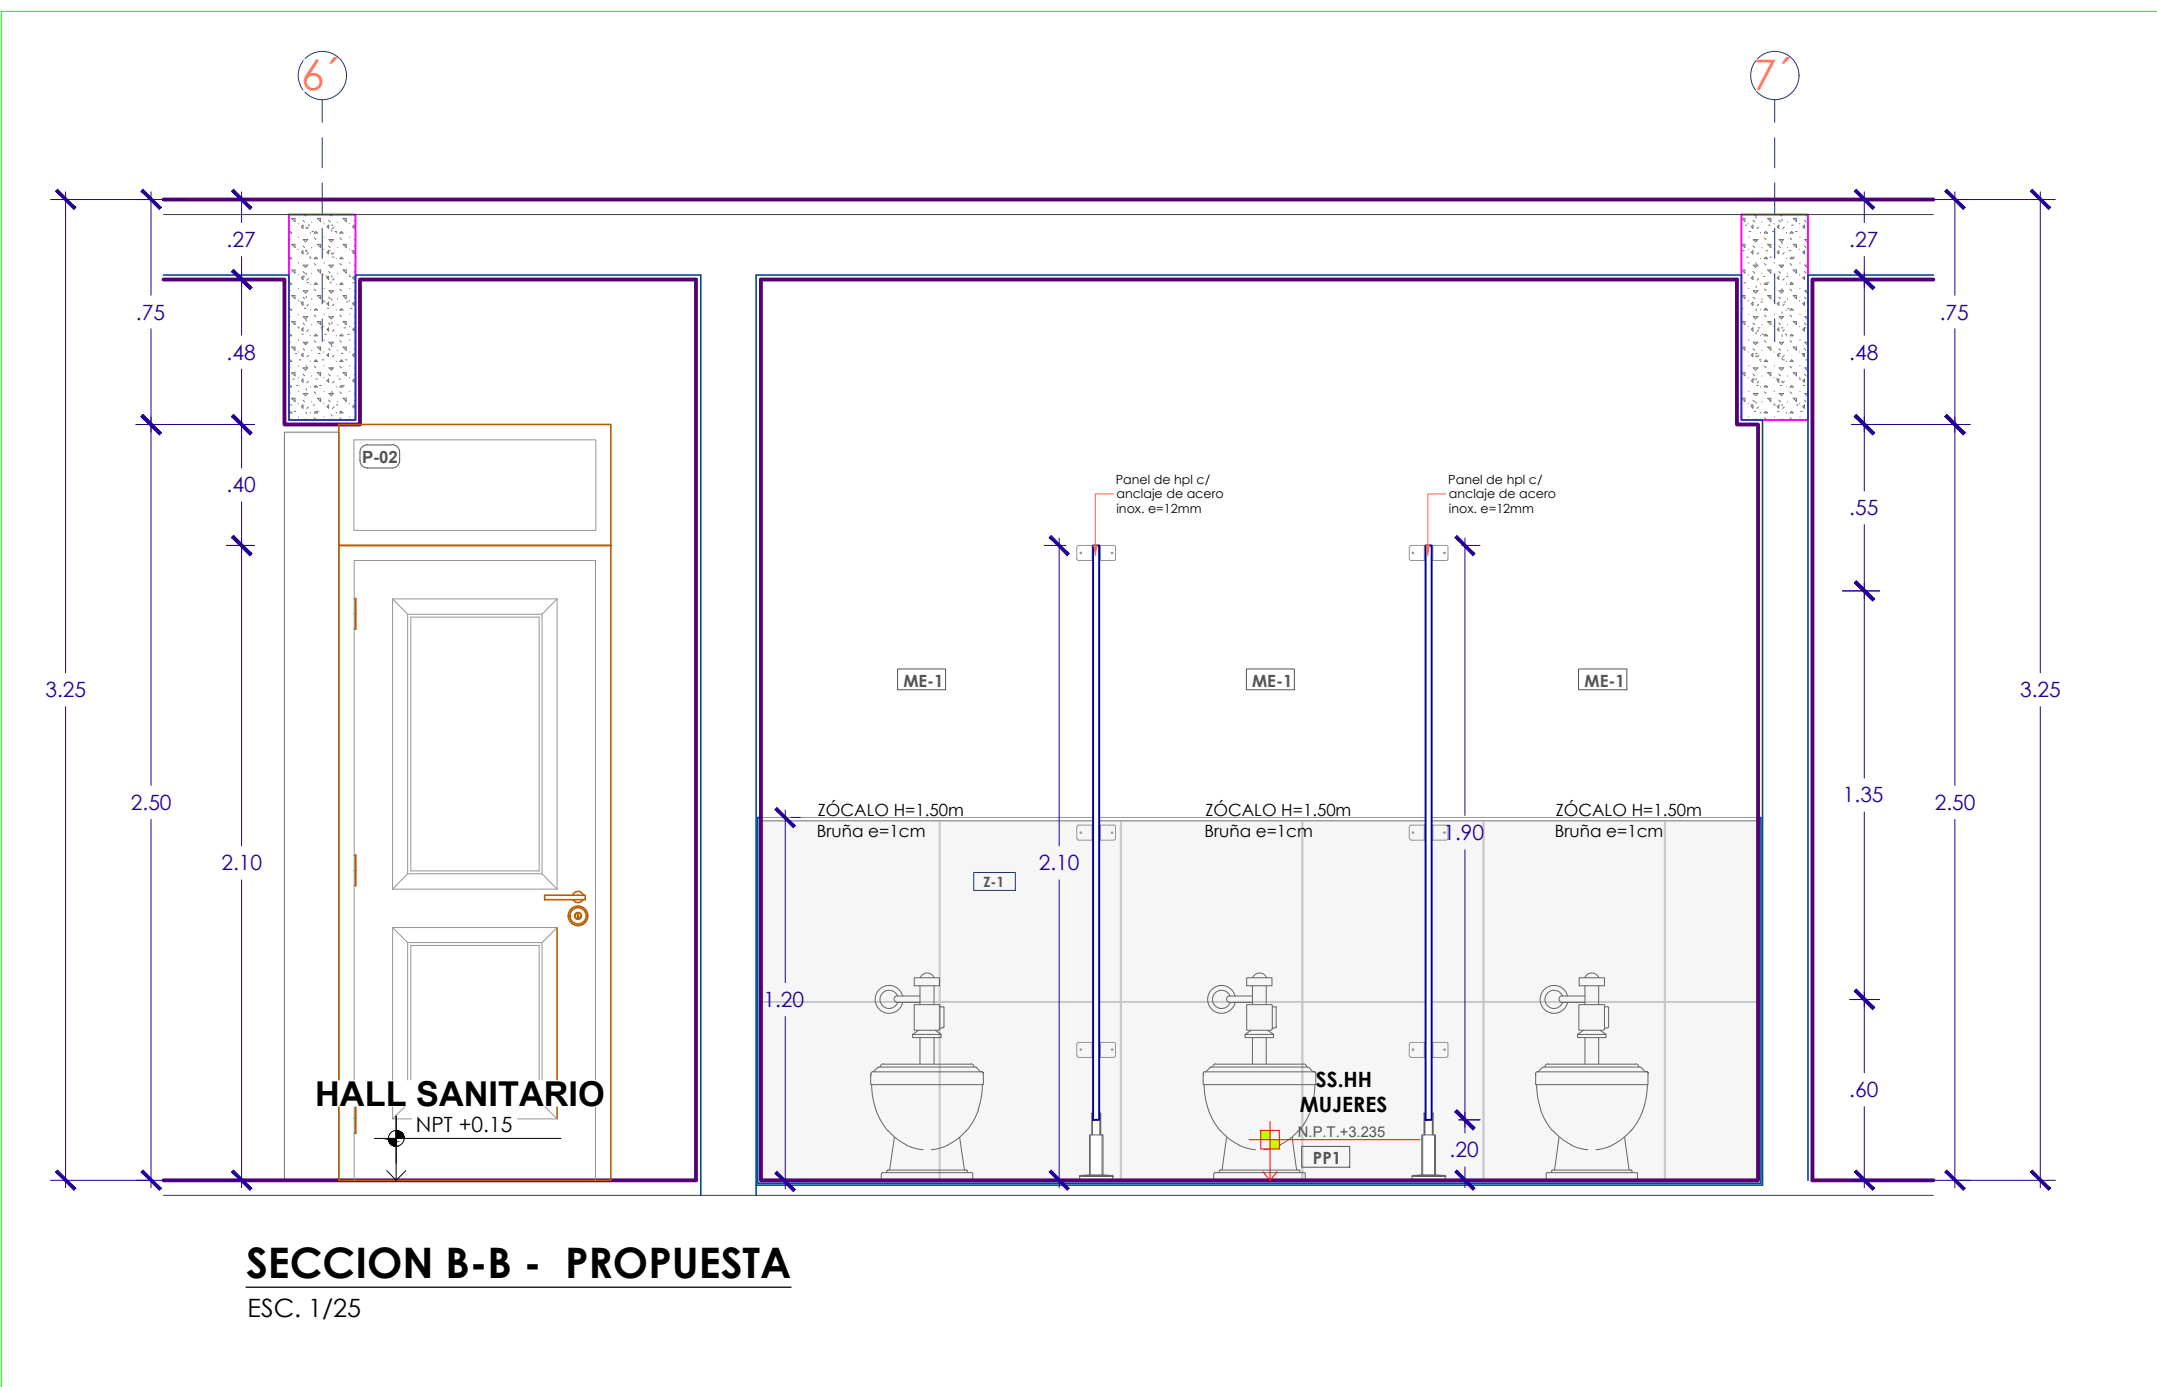 6´
7´
.27
.27
.75
.75
.48
.48
P-02
.40
Panel de hpl c/
anclaje de acero
inox. e=12mm
Panel de hpl c/
anclaje de acero
inox. e=12mm
.55
3.25
ME-1
ME-1
ME-1
3.25
2.50
1.35
2.50
ZÓCALO H=1.50m
Bruña e=1cm
ZÓCALO H=1.50m
Bruña e=1cm
ZÓCALO H=1.50m
Bruña e=1cm
2.10
2.10
1.90
Z-1
1.20
HALL SANITARIO
NPT +0.15
SS.HH
MUJERES
N.P.T.+3.235
PP1
.60
.20
SECCION B-B - PROPUESTA
ESC. 1/25